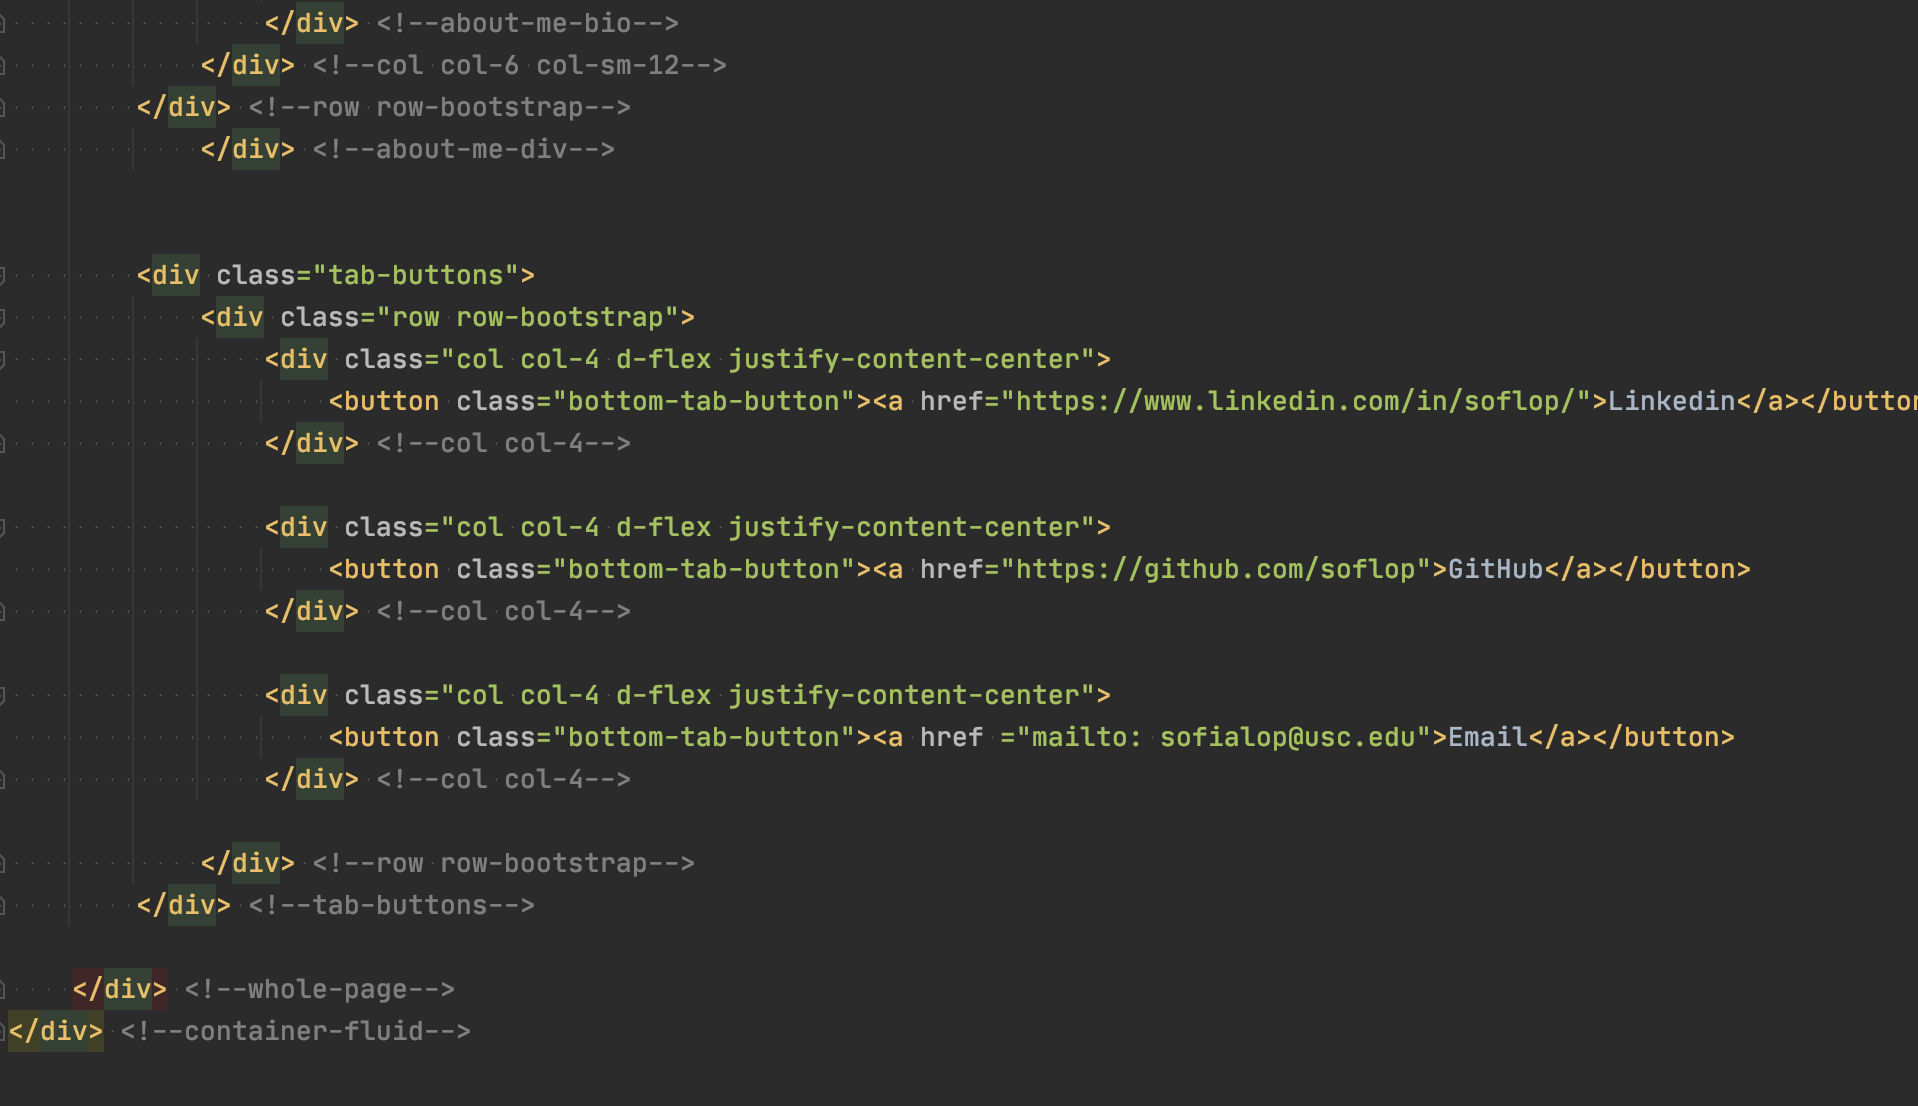 </div> <!--about-me-bio-->
</div> <!--col col-6 col-sm-12-->
</div> <!--row row-bootstrap-->
</div> <!--about-me-div-->
<div class="tab-buttons">
<div class="row row-bootstrap">
<div class="col col-4 d-flex justify-content-center">
<button class="bottom-tab-button"><a href="https://www.linkedin.com/in/soflop/">Linkedin</a></button
</div> <!--col col-4-->
<div class="col col-4 d-flex justify-content-center">
<button class="bottom-tab-button"><a href="https://github.com/soflop">GitHub</a></button>
</div> <!--col col-4-->
<div class="col col-4 d-flex justify-content-center">
<button class="bottom-tab-button"><a href ="mailto: sofialop@usc.edu">Email</a></button>
</div> <!--col col-4-->
</div> <!--row row-bootstrap-->
</div> <!--tab-buttons-->
</div> <!--whole-page-->
</div> <!--container-fluid-->